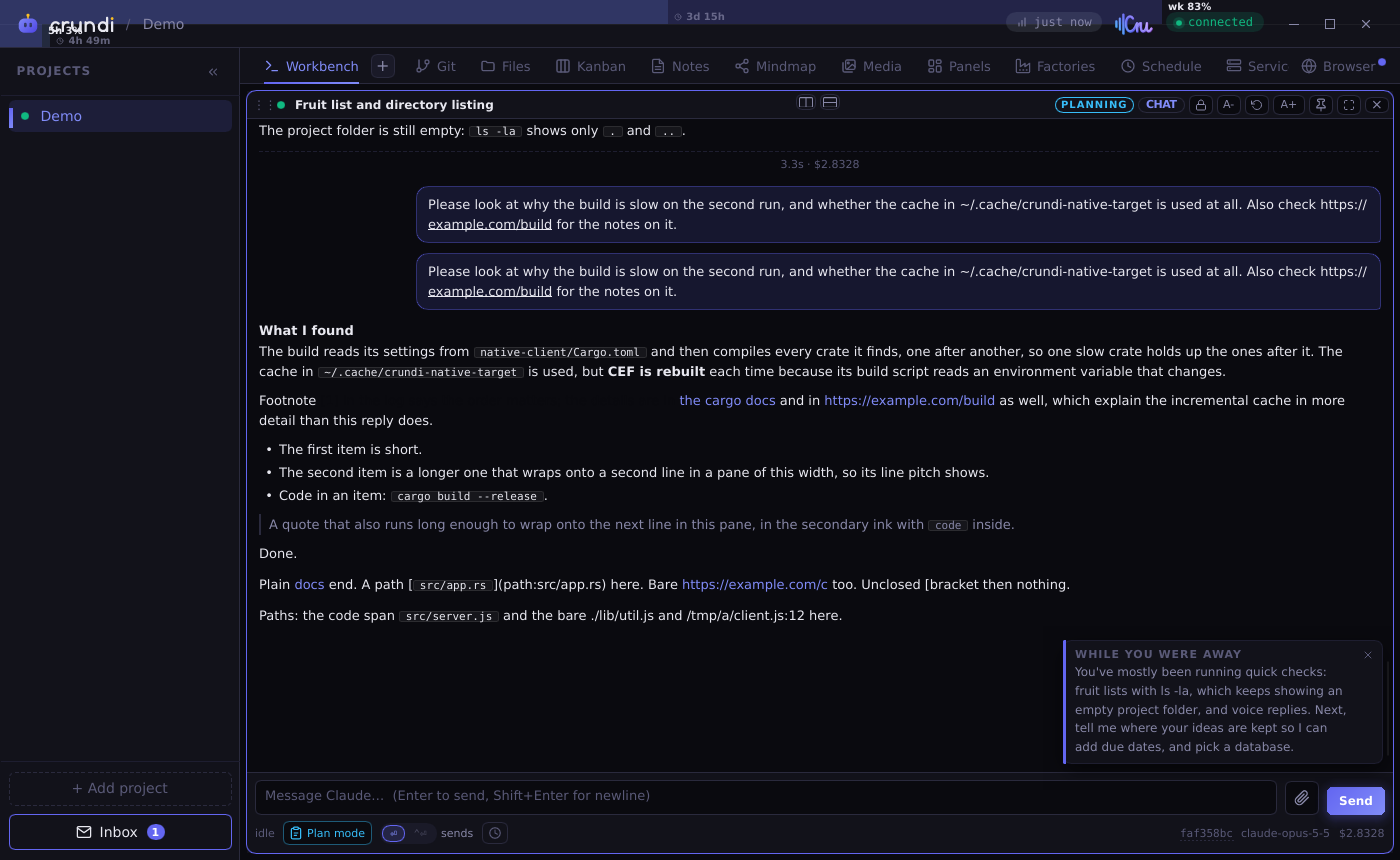 3d 15h
crundi / Demo
5h 3%
4h 49m
just now
Cru
wk 83%
connected
PROJECTS
«
Demo
+ Add project
Inbox 1
Workbench + Git Files Kanban Notes Mindmap Media Panels Factories Schedule Servic Browser
Fruit list and directory listing
PLANNING CHAT A- A+
The project folder is still empty: ls -la shows only . and ...
3.3s · $2.8328
Please look at why the build is slow on the second run, and whether the cache in ~/.cache/crundi-native-target is used at all. Also check https://
example.com/build for the notes on it.
Please look at why the build is slow on the second run, and whether the cache in ~/.cache/crundi-native-target is used at all. Also check https://
example.com/build for the notes on it.
What I found
The build reads its settings from native-client/Cargo.toml and then compiles every crate it finds, one after another, so one slow crate holds up the ones after it. The
cache in ~/.cache/crundi-native-target is used, but CEF is rebuilt each time because its build script reads an environment variable that changes.
Footnote the cargo docs and in https://example.com/build as well, which explain the incremental cache in more
detail than this reply does.
• The first item is short.
• The second item is a longer one that wraps onto a second line in a pane of this width, so its line pitch shows.
• Code in an item: cargo build --release.
A quote that also runs long enough to wrap onto the next line in this pane, in the secondary ink with code inside.
Done.
Plain docs end. A path [src/app.rs](path:src/app.rs) here. Bare https://example.com/c too. Unclosed [bracket then nothing.
Paths: the code span src/server.js and the bare ./lib/util.js and /tmp/a/client.js:12 here.
WHILE YOU WERE AWAY
You've mostly been running quick checks:
fruit lists with ls -la, which keeps showing an
empty project folder, and voice replies. Next,
tell me where your ideas are kept so I can
add due dates, and pick a database.
Message Claude... (Enter to send, Shift+Enter for newline)
Send
idle Plan mode sends
faf358bc claude-opus-5-5 $2.8328